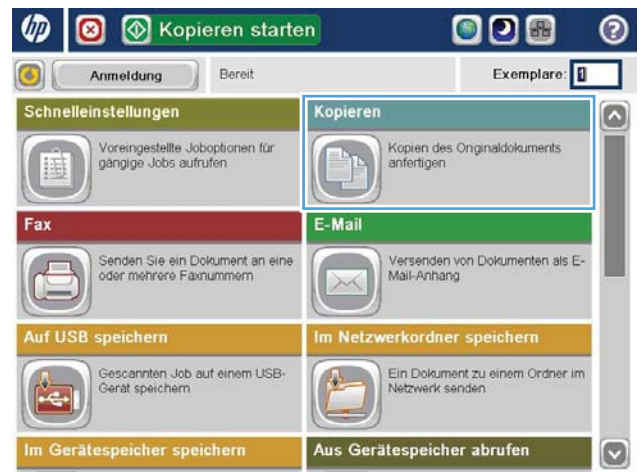 hp
Kopieren starten
?
Anmeldung
Bereit
Exemplare: 1
Schnelleinstellungen
Voreingestellte Joboptionen für
gängige Jobs aufrufen
Kopieren
Kopien des Originaldokuments
anfertigen
Fax
Senden Sie ein Dokument an eine
oder mehrere Faxnummern
E-Mail
Versenden von Dokumenten als E-
Mail-Anhang
Auf USB speichern
Gescannten Job auf einem USB-
Gerät speichern
Im Netzwerkordner speichern
Ein Dokument zu einem Ordner im
Netzwerk senden
Im Gerätespeicher speichern
Aus Gerätespeicher abrufen